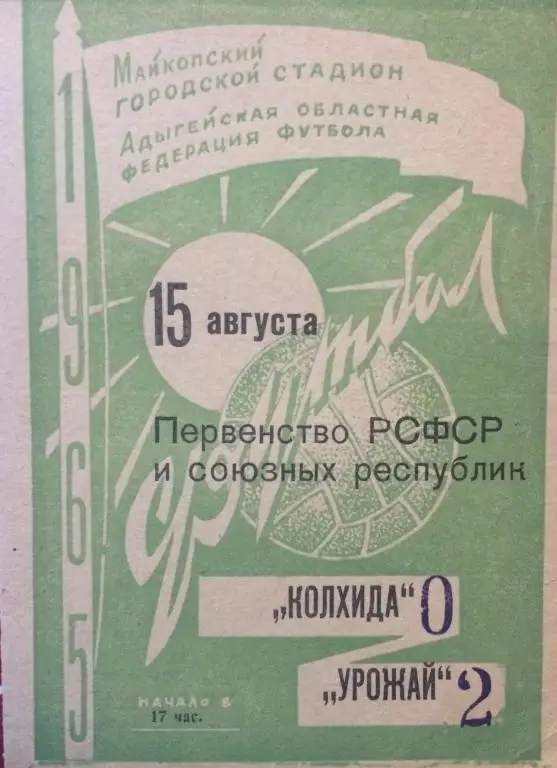 1965
Майкопский
городской стадион
Адыгейская областная
федерация футбола
15 августа
футбол
Первенство РСФСР
и союзных республик
„КОЛХИДА“ 0
„УРОЖАЙ“ 2
начало в
17 час.